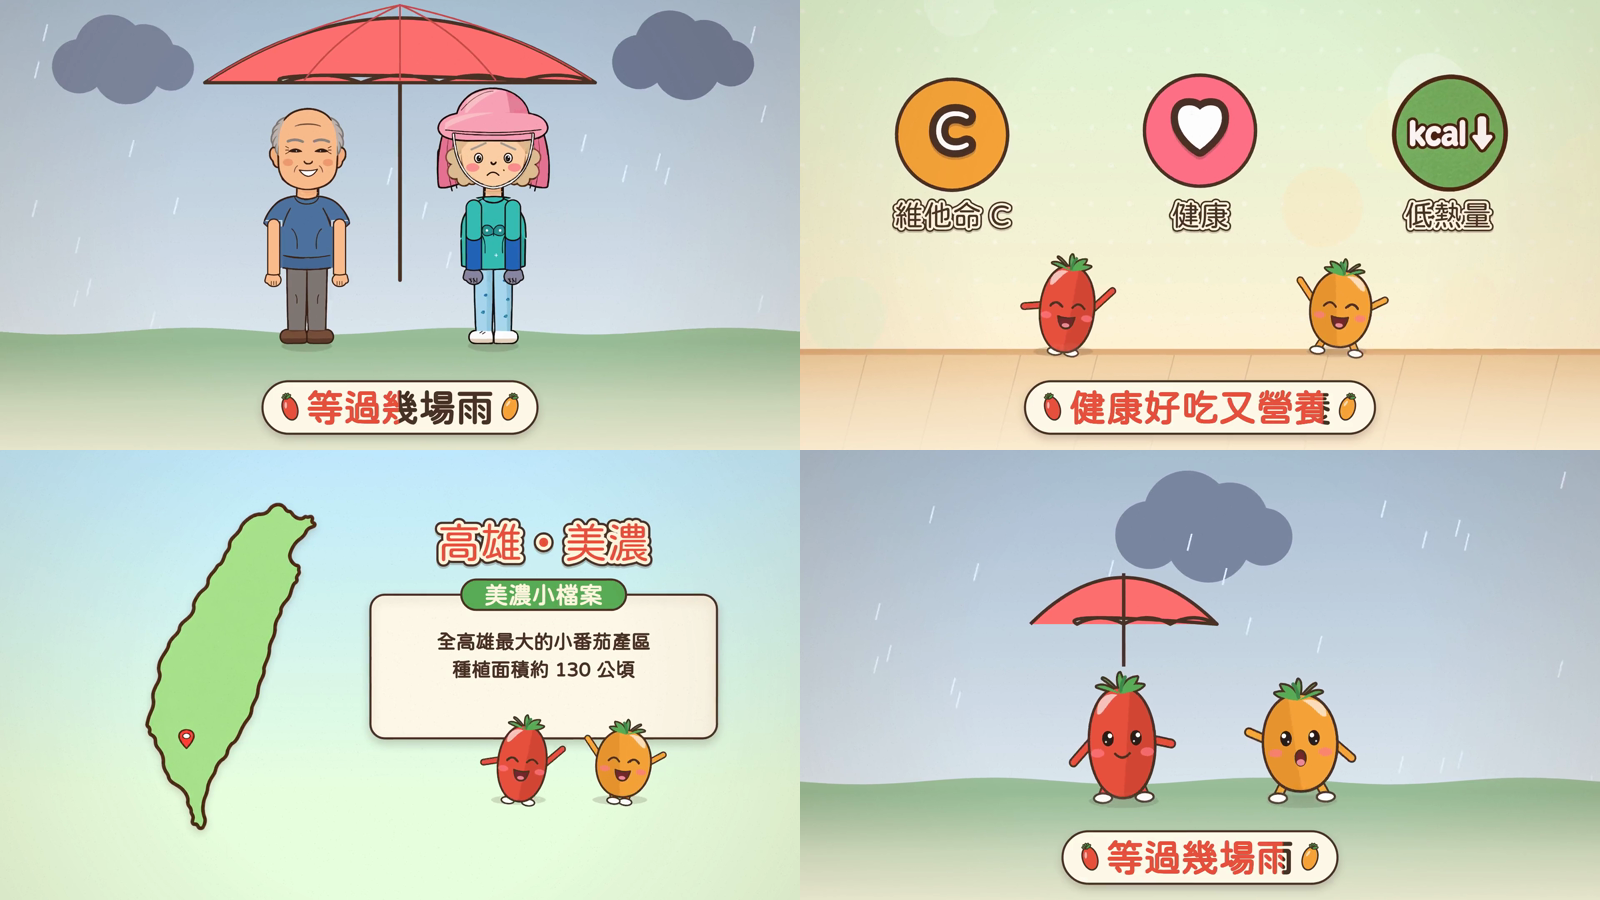 等過幾場雨
C
kcal
維他命 C
健康
低熱量
健康好吃又營養
高雄・美濃
美濃小檔案
全高雄最大的小番茄產區
種植面積約 130 公頃
等過幾場雨